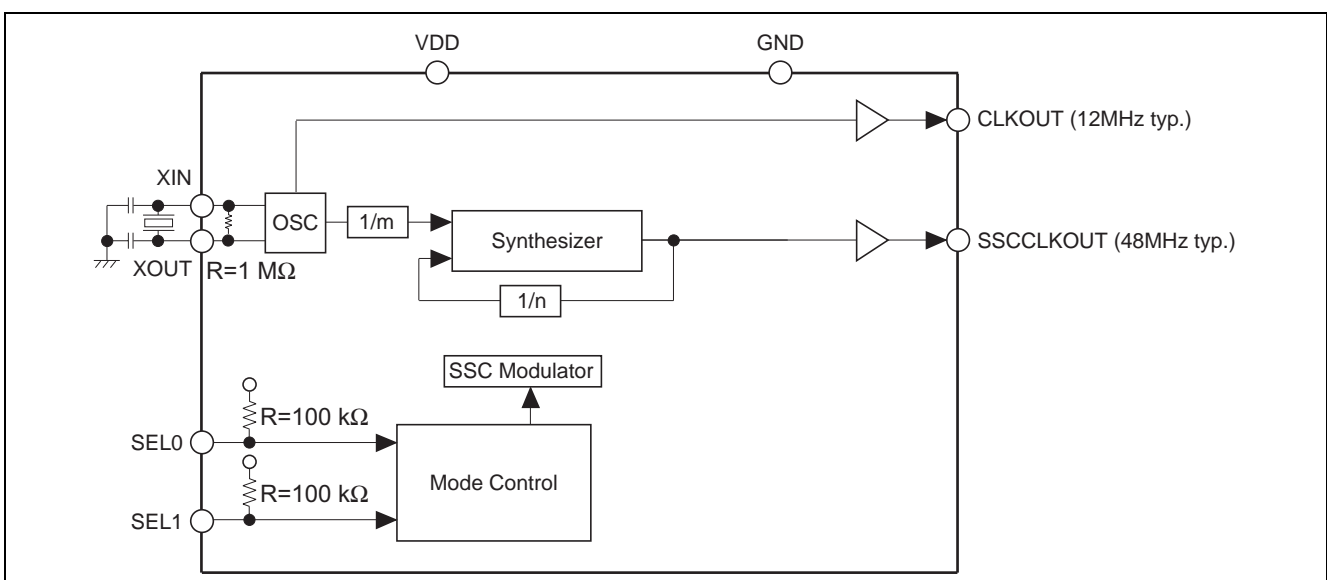 VDD
GND
CLKOUT (12MHz typ.)
XIN
OSC
1/m
Synthesizer
SSCCLKOUT (48MHz typ.)
XOUT
R=1 MΩ
1/n
SSC Modulator
R=100 kΩ
SEL0
Mode Control
R=100 kΩ
SEL1